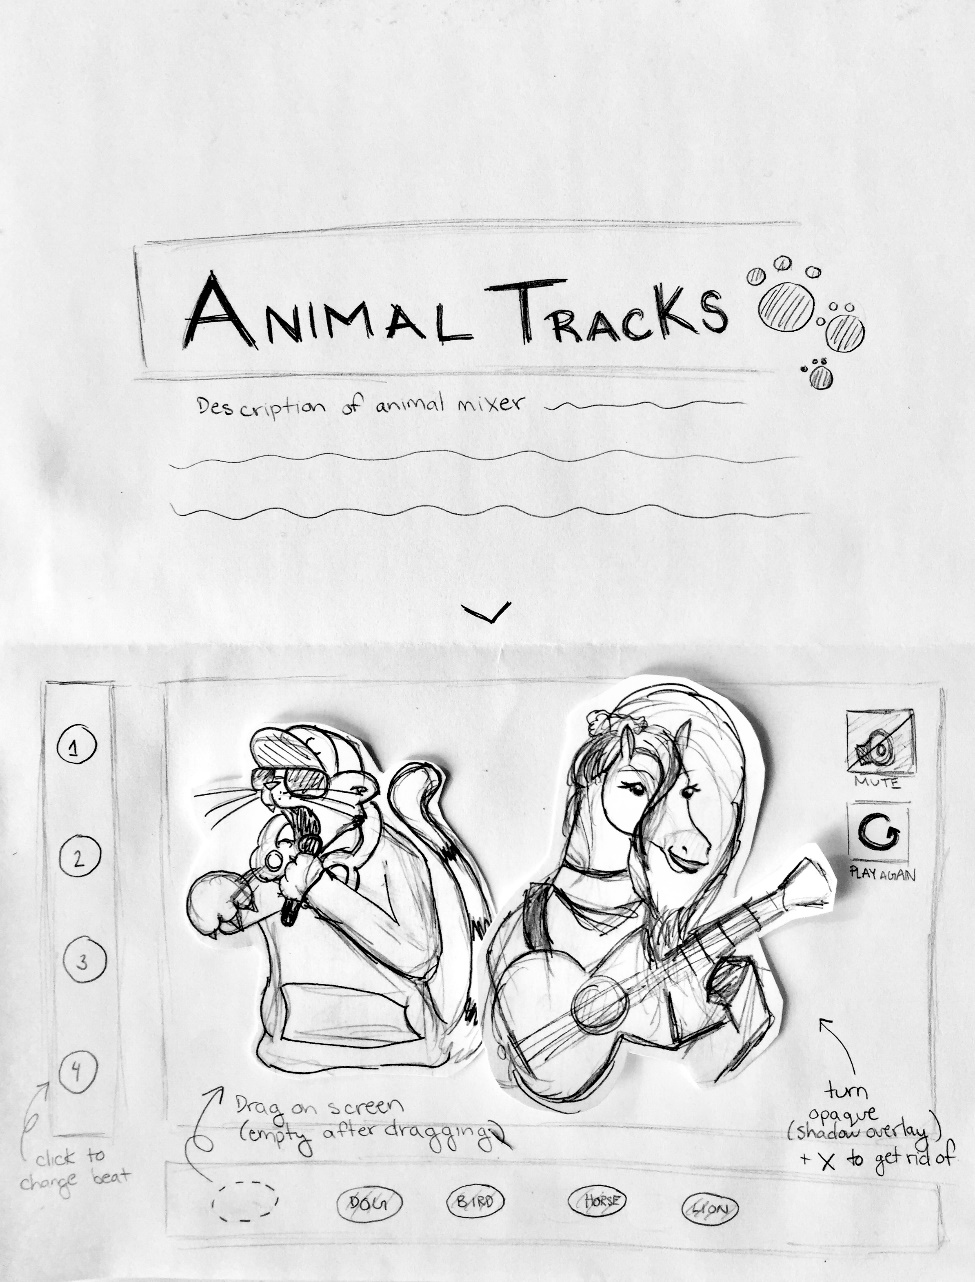 ANIMAL TRACKS
Description of animal mixer
1
2
3
4
MUTE
PLAY AGAIN
Drag on screen
(empty after dragging)
turn
opaque
(shadow overlay)
+ X to get rid of
click to
change beat
DOG
BIRD
HORSE
LION